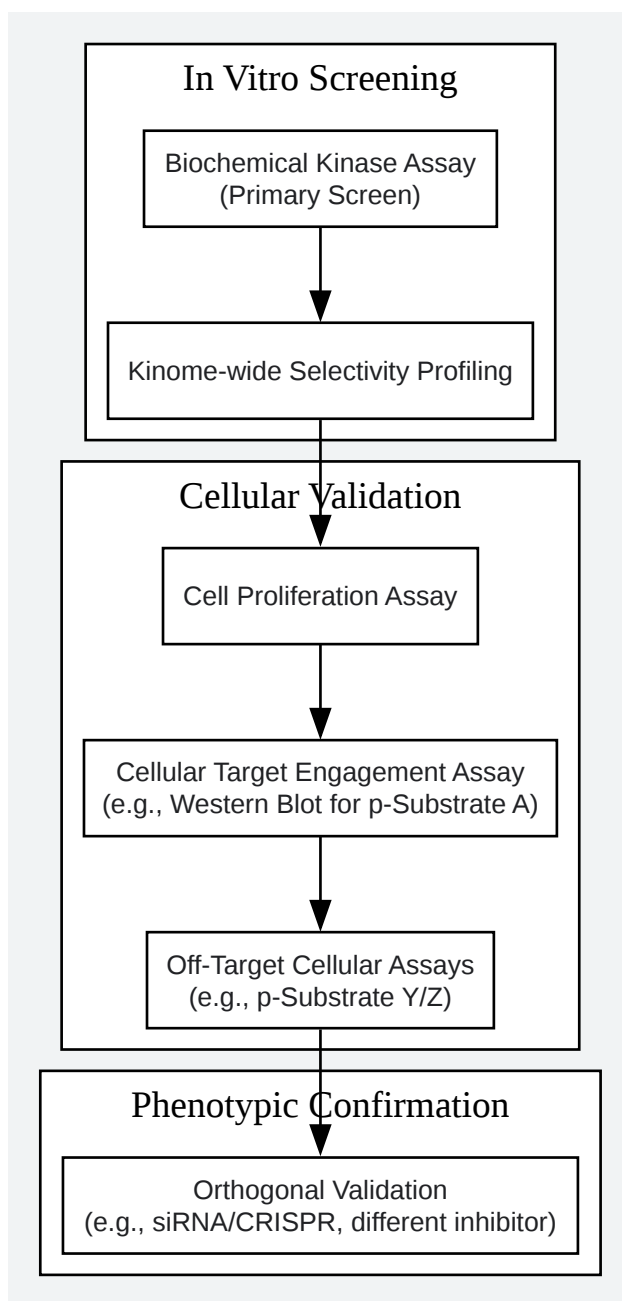 In Vitro Screening
Biochemical Kinase Assay
(Primary Screen)
Kinome-wide Selectivity Profiling
Cellular Validation
Cell Proliferation Assay
Cellular Target Engagement Assay
(e.g., Western Blot for p-Substrate A)
Off-Target Cellular Assays
(e.g., p-Substrate Y/Z)
Phenotypic Confirmation
Orthogonal Validation
(e.g., siRNA/CRISPR, different inhibitor)